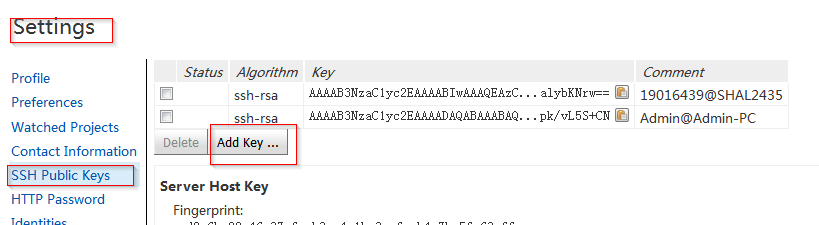 Settings
Profile
Preferences
Watched Projects
Contact Information
SSH Public Keys
HTTP Password
Identities
Status Algorithm Key Comment
ssh-rsa AAAAB3NzaC1yc2EAAAABIwAAAQEAzC...alybKNrw== 19016439@SHAL2435
ssh-rsa AAAAB3NzaC1yc2EAAAADAQABAAABAQ...pk/vL5S+CN Admin@Admin-PC
Delete Add Key ...
Server Host Key
Fingerprint: